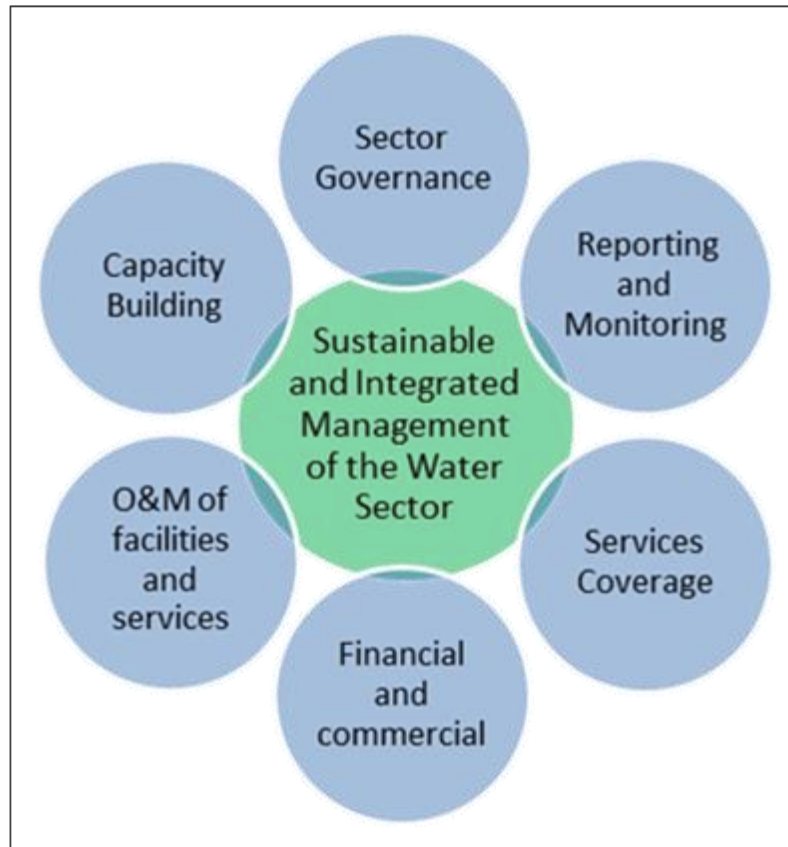 Sector
Governance
Reporting
and
Monitoring
Services
Coverage
Financial
and
commercial
O&M of
facilities
and
services
Capacity
Building
Sustainable
and Integrated
Management
of the Water
Sector